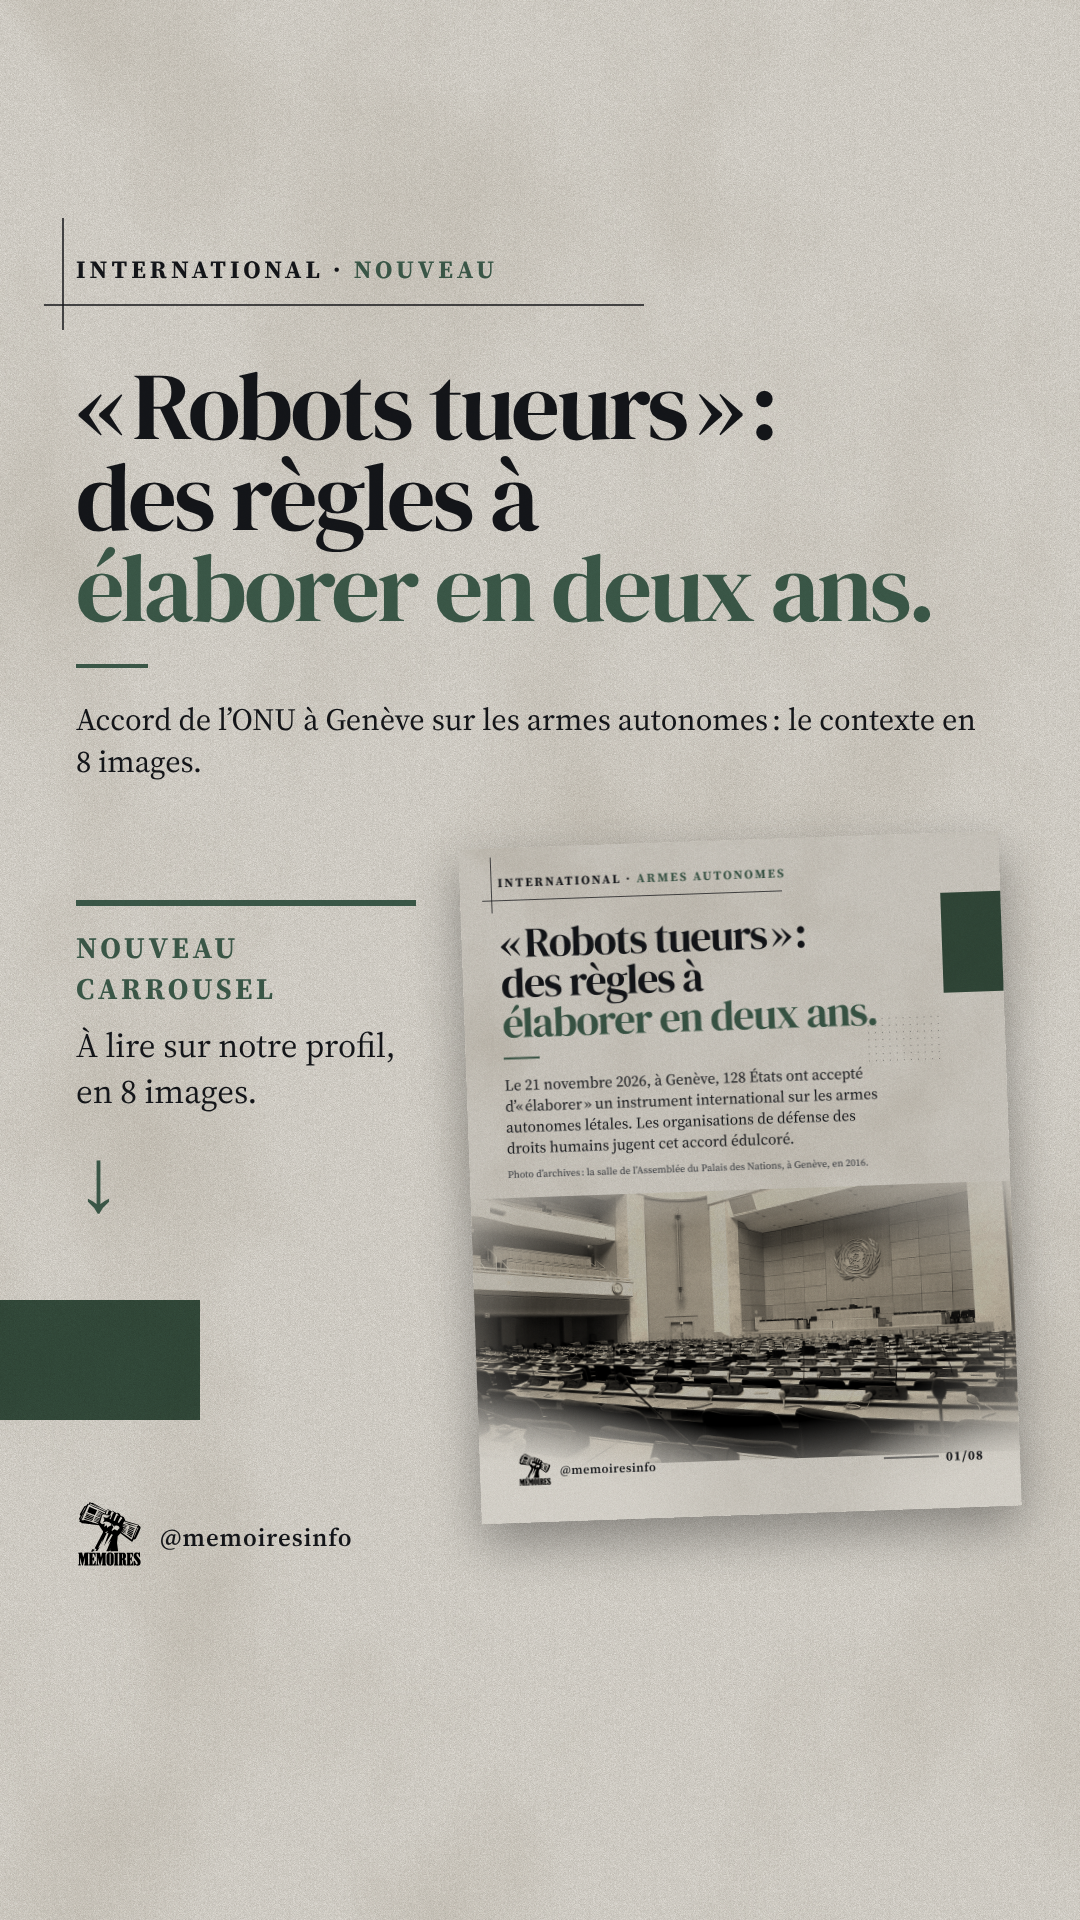 INTERNATIONAL · NOUVEAU
« Robots tueurs » :
des règles à
élaborer en deux ans.
Accord de l’ONU à Genève sur les armes autonomes : le contexte en
8 images.
NOUVEAU
CARROUSEL
À lire sur notre profil,
en 8 images.
↓
INTERNATIONAL · ARMES AUTONOMES
« Robots tueurs » :
des règles à
élaborer en deux ans.
Le 21 novembre 2026, à Genève, 128 États ont accepté
d’« élaborer » un instrument international sur les armes
autonomes létales. Les organisations de défense des
droits humains jugent cet accord édulcoré.
Photo d’archives : la salle de l’Assemblée du Palais des Nations, à Genève, en 2016.
MÉMOIRES
@memoiresinfo
01/08
MÉMOIRES
@memoiresinfo